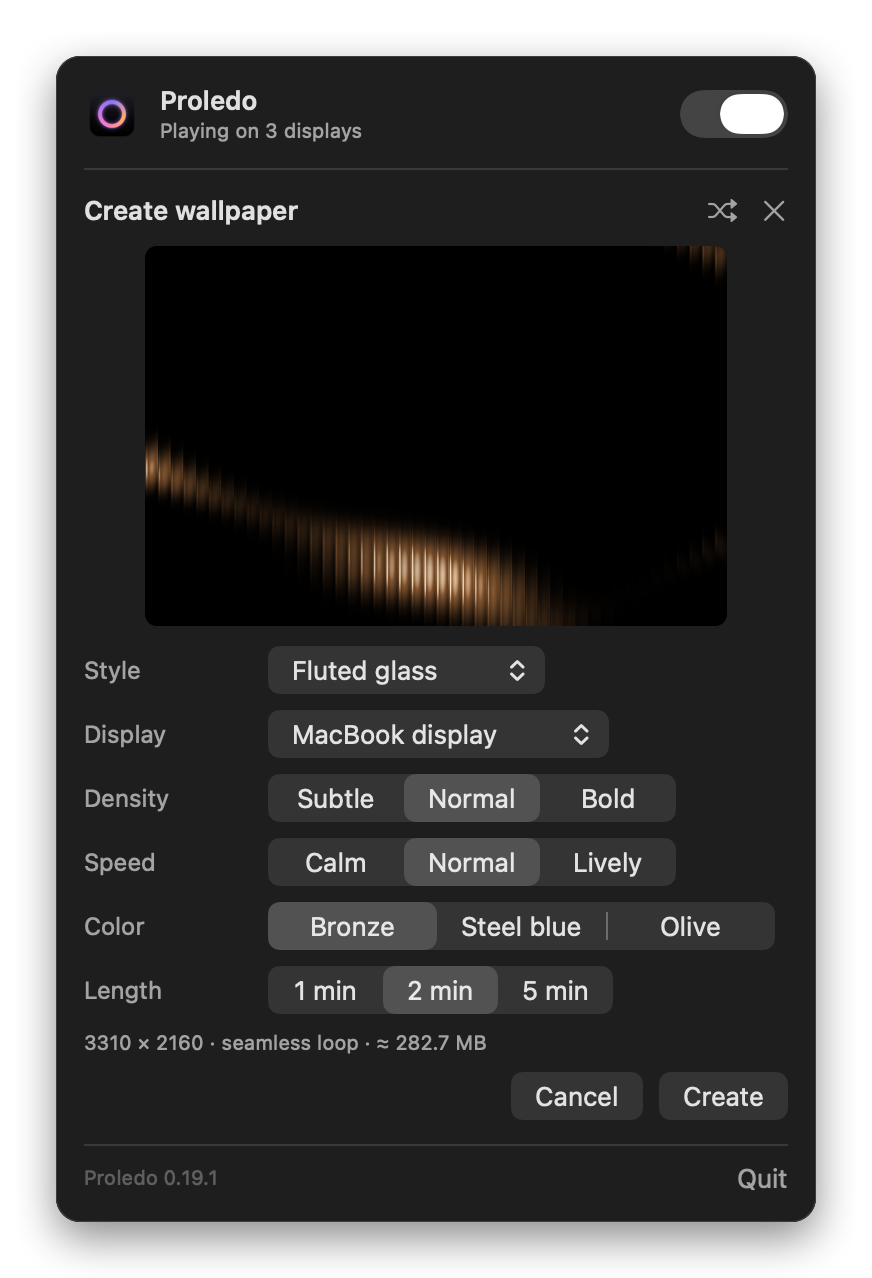 Proledo
Playing on 3 displays
Create wallpaper
Style Fluted glass
Display MacBook display
Density Subtle Normal Bold
Speed Calm Normal Lively
Color Bronze Steel blue Olive
Length 1 min 2 min 5 min
3310 × 2160 · seamless loop · ≈ 282.7 MB
Cancel Create
Proledo 0.19.1 Quit